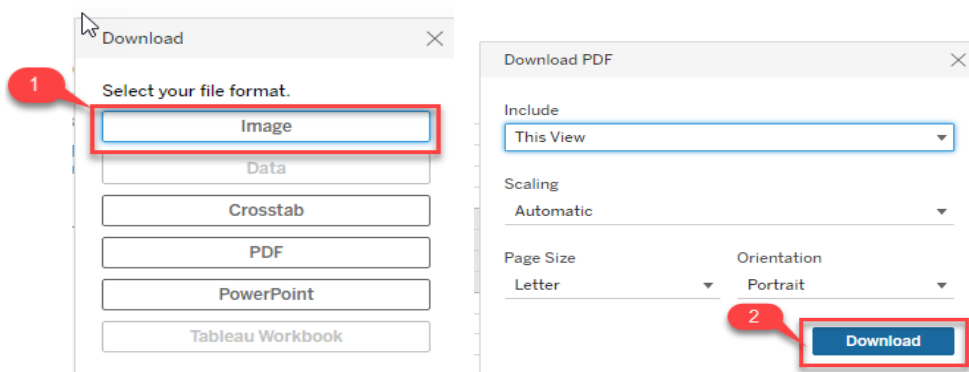 Download
1
Select your file format.
Image
Data
Crosstab
PDF
PowerPoint
Tableau Workbook
Download PDF
Include
This View
Scaling
Automatic
Page Size Orientation
Letter Portrait
2
Download